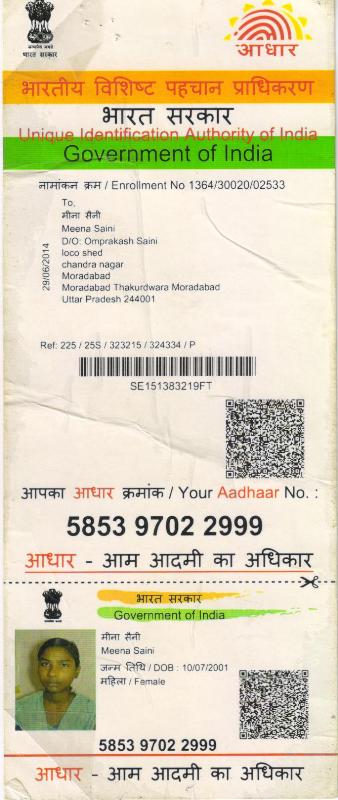 भारत सरकार
आधार
भारतीय विशिष्ट पहचान प्राधिकरण
भारत सरकार
Unique Identification Authority of India
Government of India
नामांकन क्रम / Enrollment No 1364/30020/02533
To,
मीना सैनी
Meena Saini
D/O: Omprakash Saini
loco shed
chandra nagar
Moradabad
Moradabad Thakurdwara Moradabad
Uttar Pradesh 244001
29/06/2014
Ref: 225 / 25S / 323215 / 324334 / P
SE151383219FT
आपका आधार क्रमांक / Your Aadhaar No. :
5853 9702 2999
आधार - आम आदमी का अधिकार
भारत सरकार
Government of India
मीना सैनी
Meena Saini
जन्म तिथि / DOB : 10/07/2001
महिला / Female
5853 9702 2999
आधार - आम आदमी का अधिकार